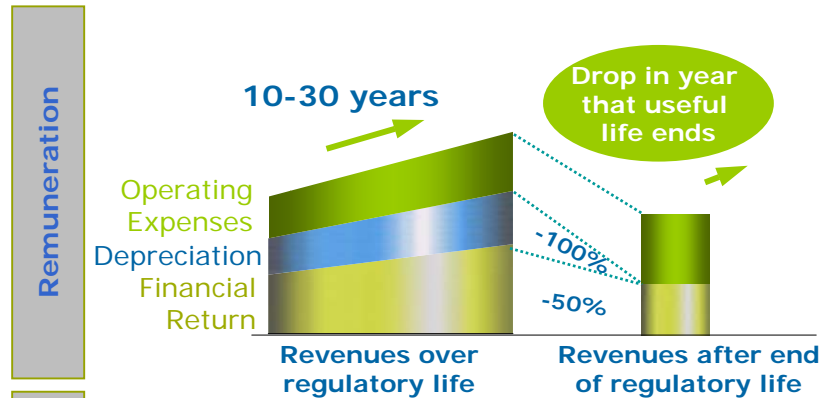 Remuneration
10-30 years
Drop in year
that useful
life ends
Operating
Expenses
Depreciation
Financial
Return
-100%
-50%
Revenues over
regulatory life
Revenues after end
of regulatory life